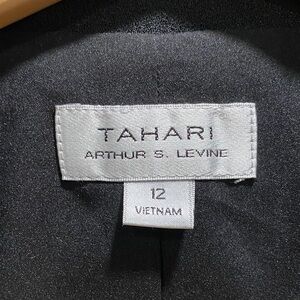 TAHARI
ARTHUR S. LEVINE
12
VIETNAM